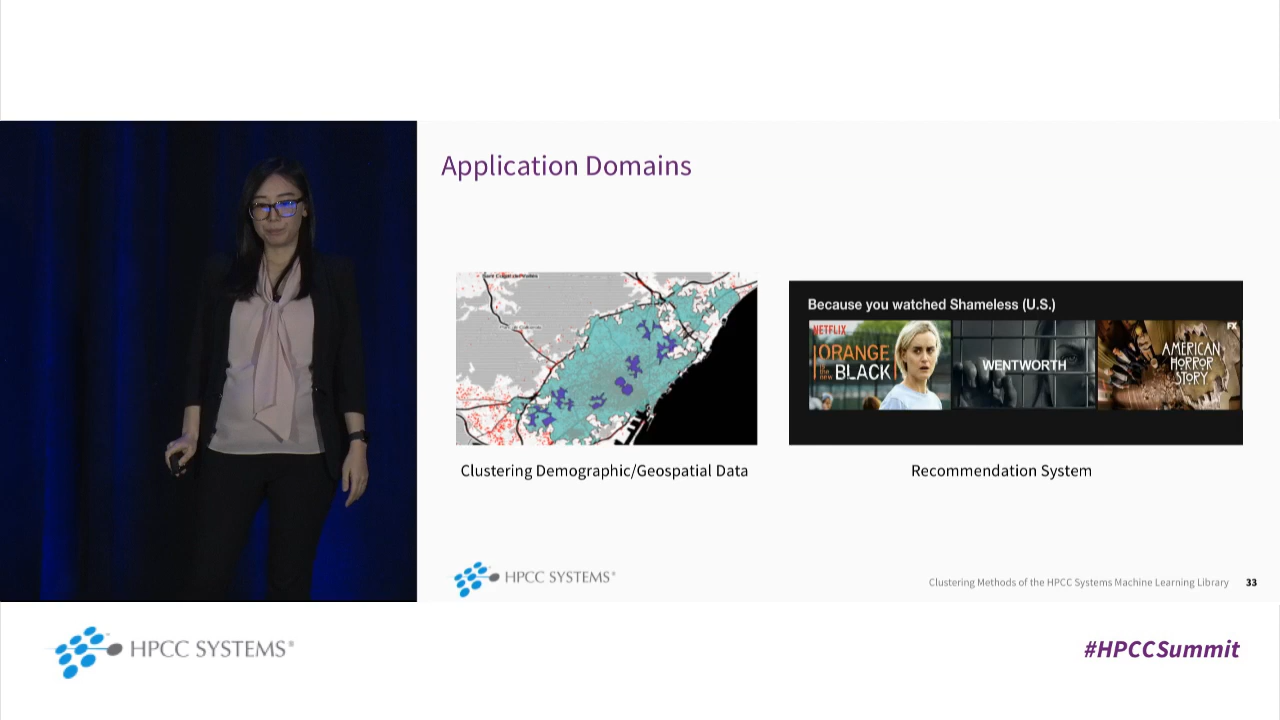 Application Domains
Because you watched Shameless (U.S.)
NETFLIX
ORANGE
IS THE NEW
BLACK
WENTWORTH
FX
AMERICAN
HORROR
STORY
Clustering Demographic/Geospatial Data
Recommendation System
HPCC SYSTEMS®
Clustering Methods of the HPCC Systems Machine Learning Library 33
HPCC SYSTEMS®
#HPCCSummit